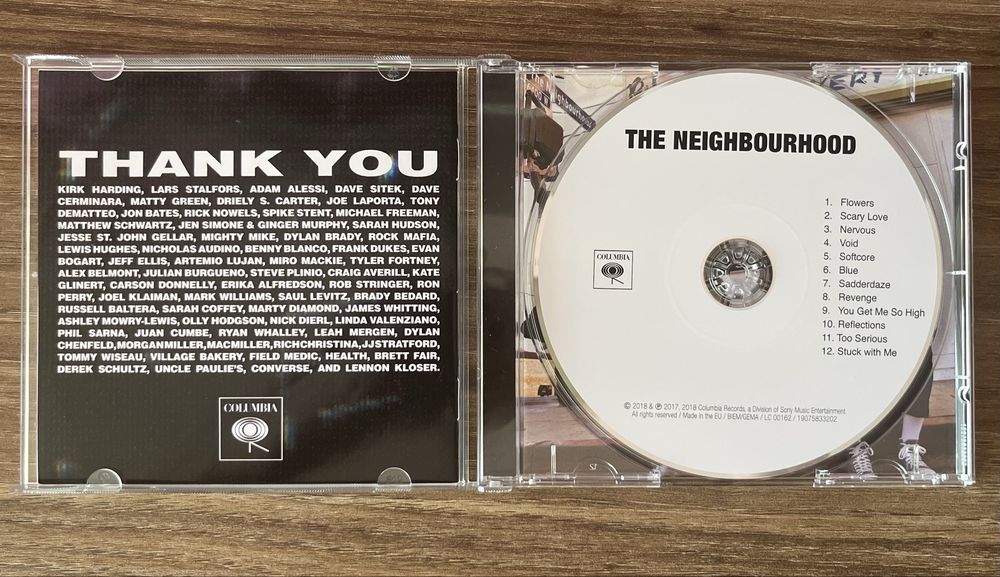 THANK YOU
KIRK HARDING, LARS STALFORS, ADAM ALESSI, DAVE SITEK, DAVE
CERMINARA, MATTY GREEN, DRIELY S. CARTER, JOE LAPORTA, TONY
DEMATTEO, JON BATES, RICK NOWELS, SPIKE STENT, MICHAEL FREEMAN,
MATTHEW SCHWARTZ, JEN SIMONE & GINGER MURPHY, SARAH HUDSON,
JESSE ST. JOHN GELLAR, MIGHTY MIKE, DYLAN BRADY, ROCK MAFIA,
LEWIS HUGHES, NICHOLAS AUDINO, BENNY BLANCO, FRANK DUKES, EVAN
BOGART, JEFF ELLIS, ARTEMIO LUJAN, MIRO MACKIE, TYLER FORTNEY,
ALEX BELMONT, JULIAN BURGUENO, STEVE PLINIO, CRAIG AVERILL, KATE
GLINERT, CARSON DONNELLY, ERIKA ALFREDSON, ROB STRINGER, RON
PERRY, JOEL KLAIMAN, MARK WILLIAMS, SAUL LEVITZ, BRADY BEDARD,
RUSSELL BALTERA, SARAH COFFEY, MARTY DIAMOND, JAMES WHITTING,
ASHLEY MOWRY-LEWIS, OLLY HODGSON, NICK DIERL, LINDA VALENZIANO,
PHIL SARNA, JUAN CUMBE, RYAN WHALLEY, LEAH MERGEN, DYLAN
CHENFELD,MORGANMILLER,MACMILLER,RICHCHRISTINA,JJSTRATFORD,
TOMMY WISEAU, VILLAGE BAKERY, FIELD MEDIC, HEALTH, BRETT FAIR,
DEREK SCHULTZ, UNCLE PAULIE'S, CONVERSE, AND LENNON KLOSER.
COLUMBIA
THE NEIGHBOURHOOD
1. Flowers
2. Scary Love
3. Nervous
4. Void
5. Softcore
6. Blue
7. Sadderdaze
8. Revenge
9. You Get Me So High
10. Reflections
11. Too Serious
12. Stuck with Me
COLUMBIA
© 2018 & ℗ 2017, 2018 Columbia Records, a Division of Sony Music Entertainment.
All rights reserved / Made in the EU / BIEM/GEMA / LC 00162 / 19075833202